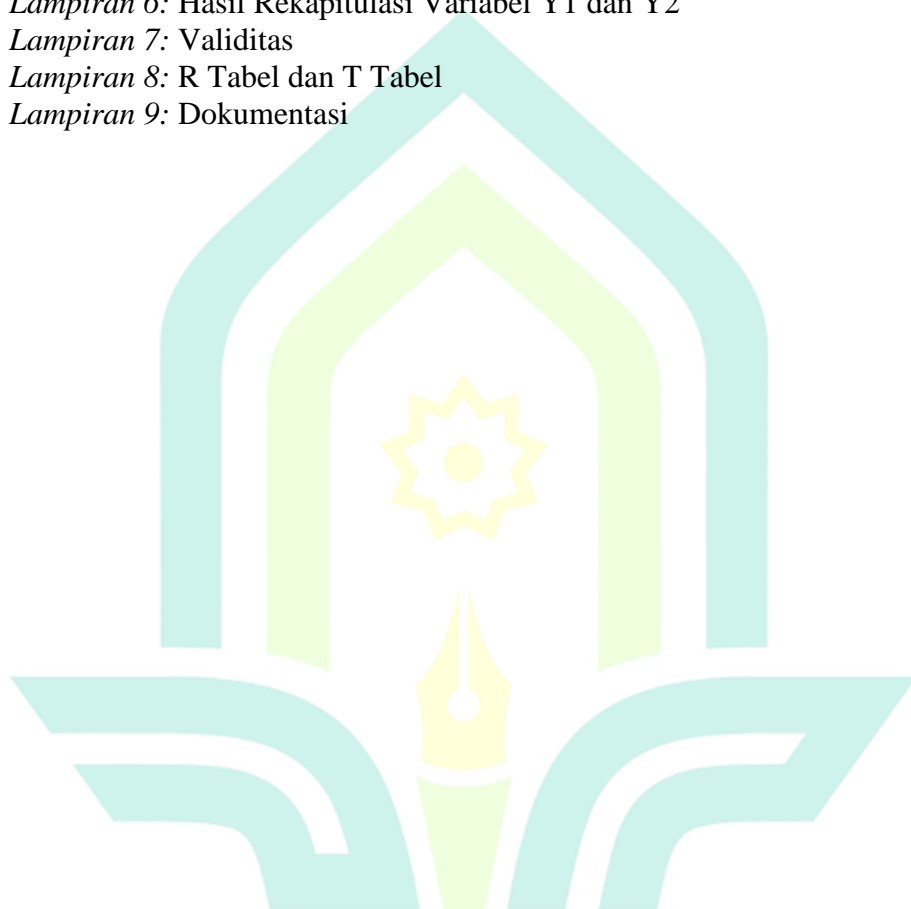 Lampiran 6: Hasil Rekapitulasi Variabel Y1 dan Y2
Lampiran 7: Validitas
Lampiran 8: R Tabel dan T Tabel
Lampiran 9: Dokumentasi